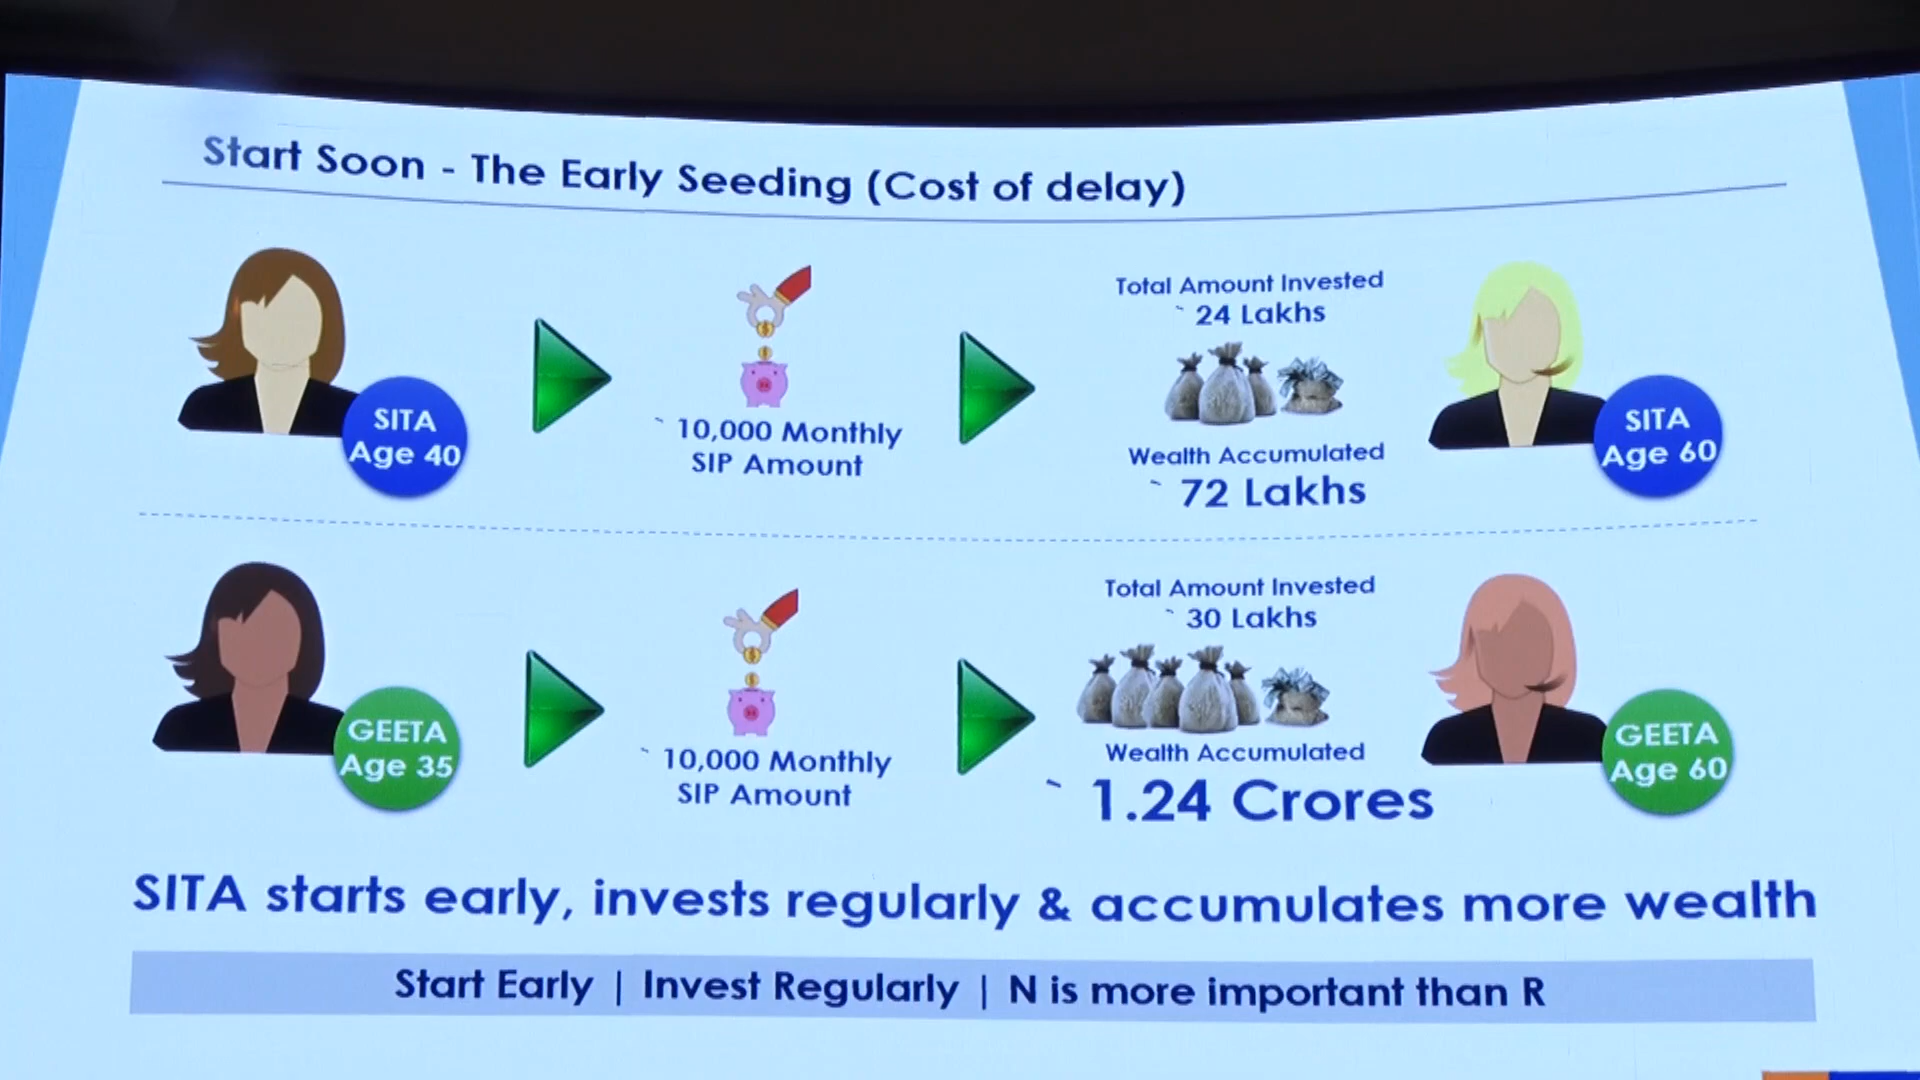 Start Soon - The Early Seeding (Cost of delay)
SITA
Age 40
` 10,000 Monthly
SIP Amount
Total Amount Invested
` 24 Lakhs
Wealth Accumulated
` 72 Lakhs
SITA
Age 60
GEETA
Age 35
` 10,000 Monthly
SIP Amount
Total Amount Invested
` 30 Lakhs
Wealth Accumulated
` 1.24 Crores
GEETA
Age 60
SITA starts early, invests regularly & accumulates more wealth
Start Early | Invest Regularly | N is more important than R